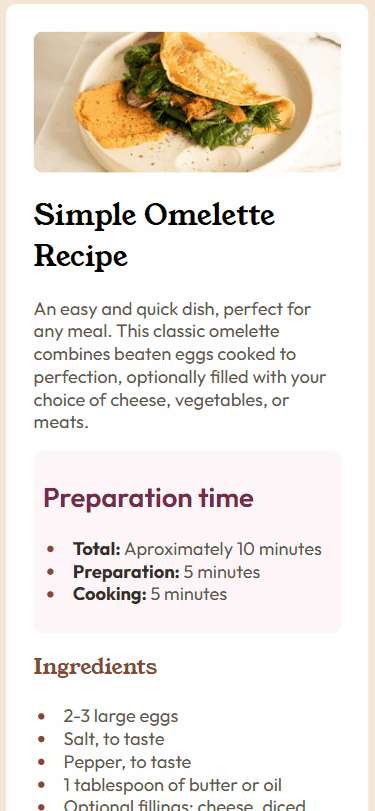 Simple Omelette
Recipe
An easy and quick dish, perfect for
any meal. This classic omelette
combines beaten eggs cooked to
perfection, optionally filled with your
choice of cheese, vegetables, or
meats.
Preparation time
• Total: Aproximately 10 minutes
• Preparation: 5 minutes
• Cooking: 5 minutes
Ingredients
• 2-3 large eggs
• Salt, to taste
• Pepper, to taste
• 1 tablespoon of butter or oil
• Optional fillings: cheese, diced